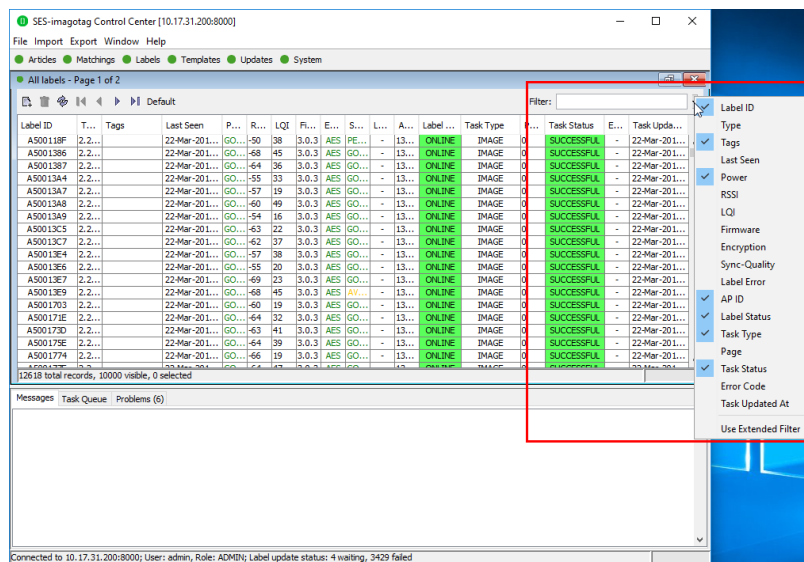 SES-imagotag Control Center [10.17.31.200:8000]
File Import Export Window Help
Articles Matchings Labels Templates Updates System
All labels - Page 1 of 2
Default Filter:
Label ID T... Tags Last Seen P... R... LQI Fi... E... S... L... A... Label ... Task Type P... Task Status E... Task Upda...
A500118F 2.2... 22-Mar-201... GO... -50 38 3.0.3 AES PE... - 13... ONLINE IMAGE 0 SUCCESSFUL - 22-Mar-201...
A5001386 2.2... 22-Mar-201... GO... -68 45 3.0.3 AES GO... - 13... ONLINE IMAGE 0 SUCCESSFUL - 22-Mar-201...
A5001387 2.2... 22-Mar-201... GO... -64 36 3.0.3 AES GO... - 13... ONLINE IMAGE 0 SUCCESSFUL - 22-Mar-201...
A50013A4 2.2... 22-Mar-201... GO... -55 33 3.0.3 AES GO... - 13... ONLINE IMAGE 0 SUCCESSFUL - 22-Mar-201...
A50013A7 2.2... 22-Mar-201... GO... -57 19 3.0.3 AES GO... - 13... ONLINE IMAGE 0 SUCCESSFUL - 22-Mar-201...
A50013A8 2.2... 22-Mar-201... GO... -60 49 3.0.3 AES GO... - 13... ONLINE IMAGE 0 SUCCESSFUL - 22-Mar-201...
A50013A9 2.2... 22-Mar-201... GO... -54 16 3.0.3 AES GO... - 13... ONLINE IMAGE 0 SUCCESSFUL - 22-Mar-201...
A50013C5 2.2... 22-Mar-201... GO... -63 22 3.0.3 AES GO... - 13... ONLINE IMAGE 0 SUCCESSFUL - 22-Mar-201...
A50013C7 2.2... 22-Mar-201... GO... -62 37 3.0.3 AES GO... - 13... ONLINE IMAGE 0 SUCCESSFUL - 22-Mar-201...
A50013E4 2.2... 22-Mar-201... GO... -57 38 3.0.3 AES GO... - 13... ONLINE IMAGE 0 SUCCESSFUL - 22-Mar-201...
A50013E6 2.2... 22-Mar-201... GO... -55 20 3.0.3 AES GO... - 13... ONLINE IMAGE 0 SUCCESSFUL - 22-Mar-201...
A50013E7 2.2... 22-Mar-201... GO... -69 23 3.0.3 AES GO... - 13... ONLINE IMAGE 0 SUCCESSFUL - 22-Mar-201...
A50013E9 2.2... 22-Mar-201... GO... -68 45 3.0.3 AES AV... - 13... ONLINE IMAGE 0 SUCCESSFUL - 22-Mar-201...
A5001703 2.2... 22-Mar-201... GO... -60 19 3.0.3 AES GO... - 13... ONLINE IMAGE 0 SUCCESSFUL - 22-Mar-201...
A500171E 2.2... 22-Mar-201... GO... -64 32 3.0.3 AES GO... - 13... ONLINE IMAGE 0 SUCCESSFUL - 22-Mar-201...
A500173D 2.2... 22-Mar-201... GO... -63 41 3.0.3 AES GO... - 13... ONLINE IMAGE 0 SUCCESSFUL - 22-Mar-201...
A500175E 2.2... 22-Mar-201... GO... -64 39 3.0.3 AES GO... - 13... ONLINE IMAGE 0 SUCCESSFUL - 22-Mar-201...
A5001774 2.2... 22-Mar-201... GO... -66 19 3.0.3 AES GO... - 13... ONLINE IMAGE 0 SUCCESSFUL - 22-Mar-201...
12618 total records, 10000 visible, 0 selected
Label ID
Type
Tags
Last Seen
Power
RSSI
LQI
Firmware
Encryption
Sync-Quality
Label Error
AP ID
Label Status
Task Type
Page
Task Status
Error Code
Task Updated At
Use Extended Filter
Messages Task Queue Problems (6)
Connected to 10.17.31.200:8000; User: admin, Role: ADMIN; Label update status: 4 waiting, 3429 failed